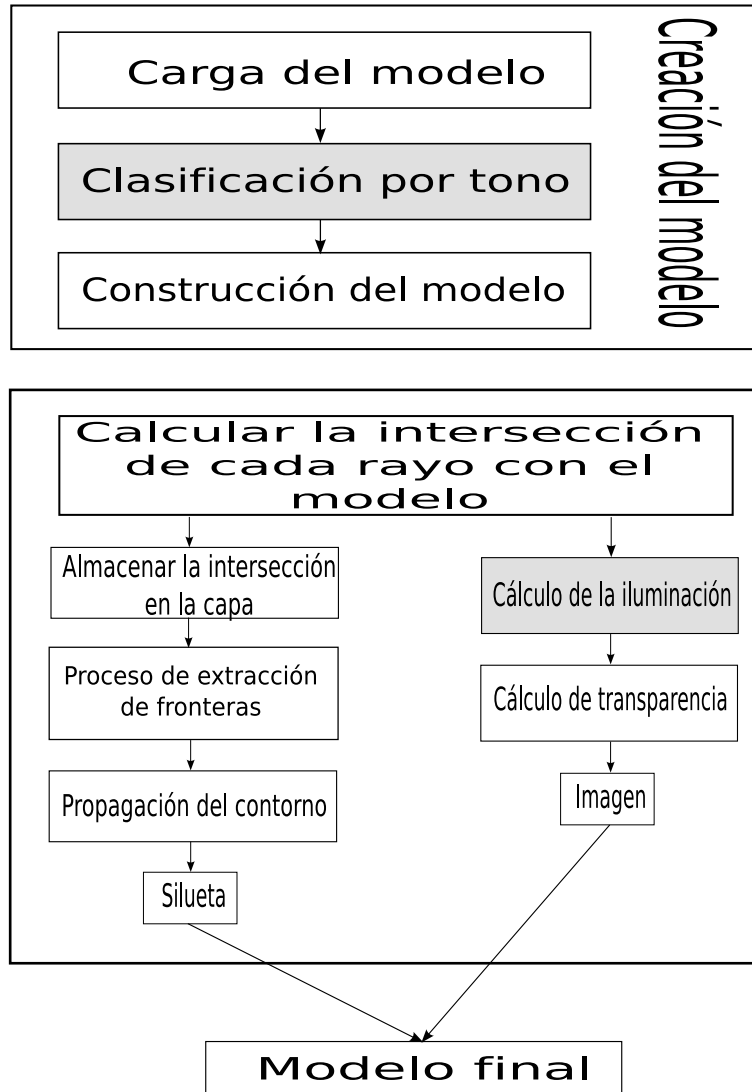 Carga del modelo
Clasificación por tono
Construcción del modelo
Creación del modelo
Calcular la intersección
de cada rayo con el
modelo
Almacenar la intersección
en la capa
Proceso de extracción
de fronteras
Propagación del contorno
Silueta
Cálculo de la iluminación
Cálculo de transparencia
Imagen
Modelo final